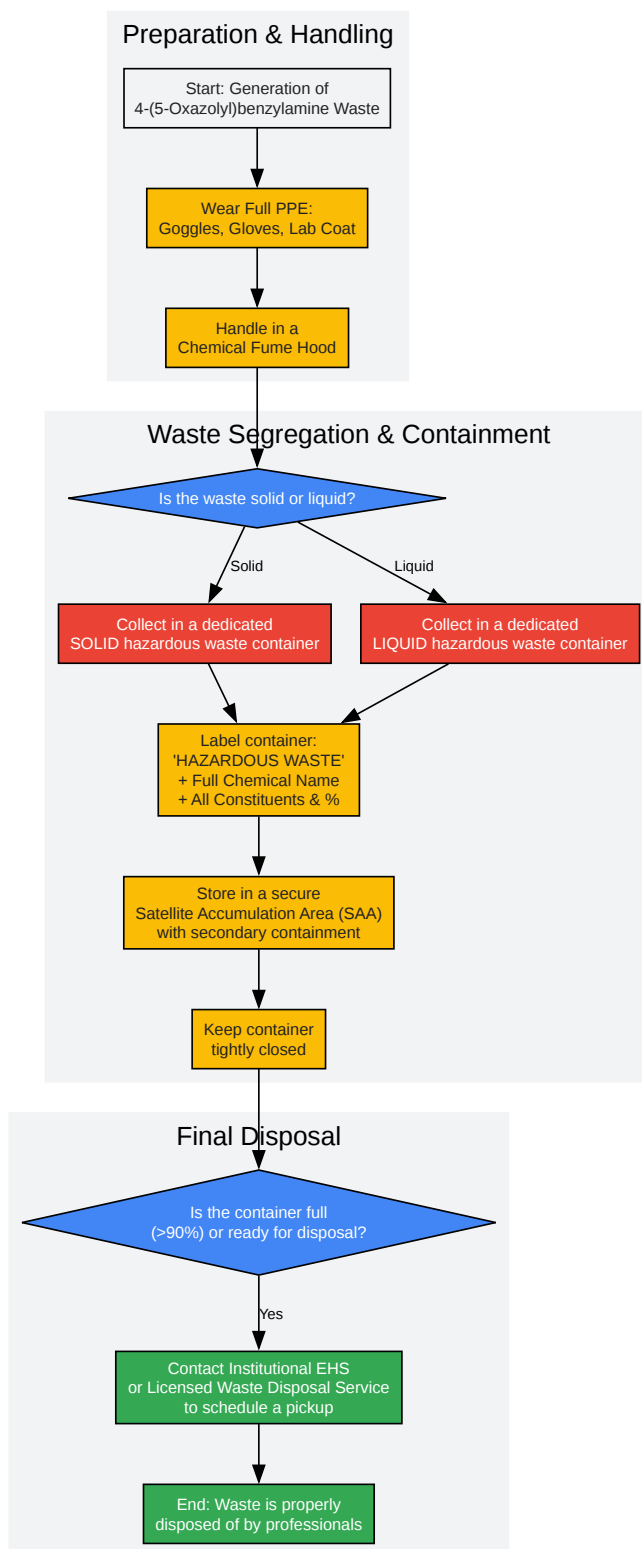 Preparation & Handling
Start: Generation of
4-(5-Oxazolyl)benzylamine Waste
Wear Full PPE:
Goggles, Gloves, Lab Coat
Handle in a
Chemical Fume Hood
Waste Segregation & Containment
Is the waste solid or liquid?
Solid
Liquid
Collect in a dedicated
SOLID hazardous waste container
Collect in a dedicated
LIQUID hazardous waste container
Label container:
'HAZARDOUS WASTE'
+ Full Chemical Name
+ All Constituents & %
Store in a secure
Satellite Accumulation Area (SAA)
with secondary containment
Keep container
tightly closed
Final Disposal
Is the container full
(>90%) or ready for disposal?
Yes
Contact Institutional EHS
or Licensed Waste Disposal Service
to schedule a pickup
End: Waste is properly
disposed of by professionals